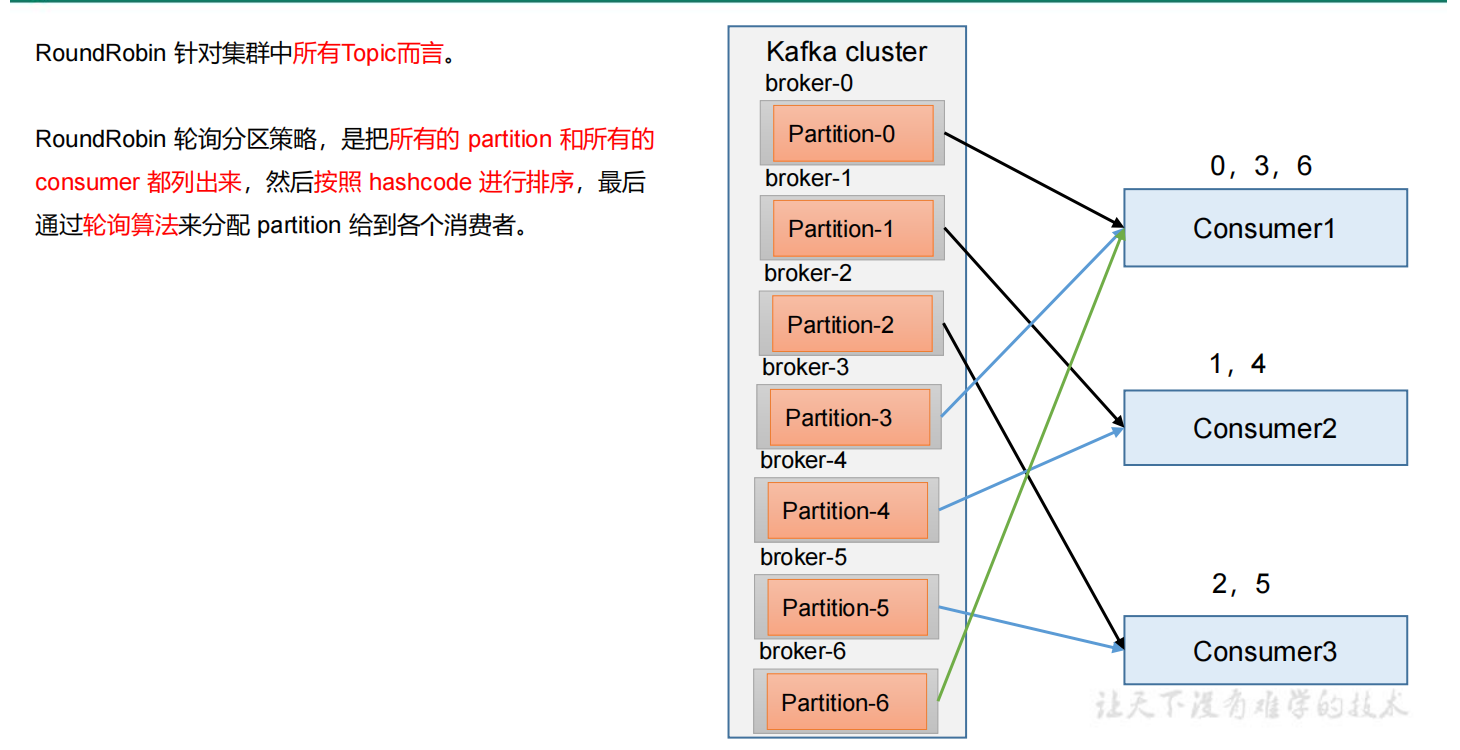 RoundRobin 针对集群中所有Topic而言。
RoundRobin 轮询分区策略，是把所有的 partition 和所有的
consumer 都列出来，然后按照 hashcode 进行排序，最后
通过轮询算法来分配 partition 给到各个消费者。
Kafka cluster
broker-0
Partition-0
broker-1
Partition-1
broker-2
Partition-2
broker-3
Partition-3
broker-4
Partition-4
broker-5
Partition-5
broker-6
Partition-6
0，3，6
Consumer1
1，4
Consumer2
2，5
Consumer3
让天下没有难学的技术